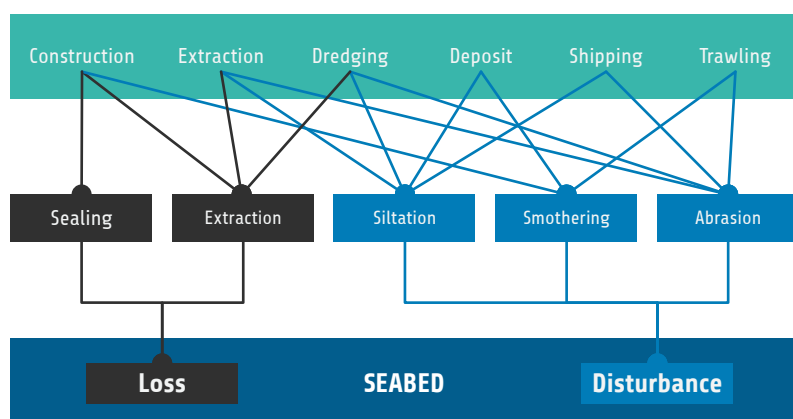 Construction Extraction Dredging Deposit Shipping Trawling
Sealing Extraction Siltation Smothering Abrasion
Loss SEABED Disturbance